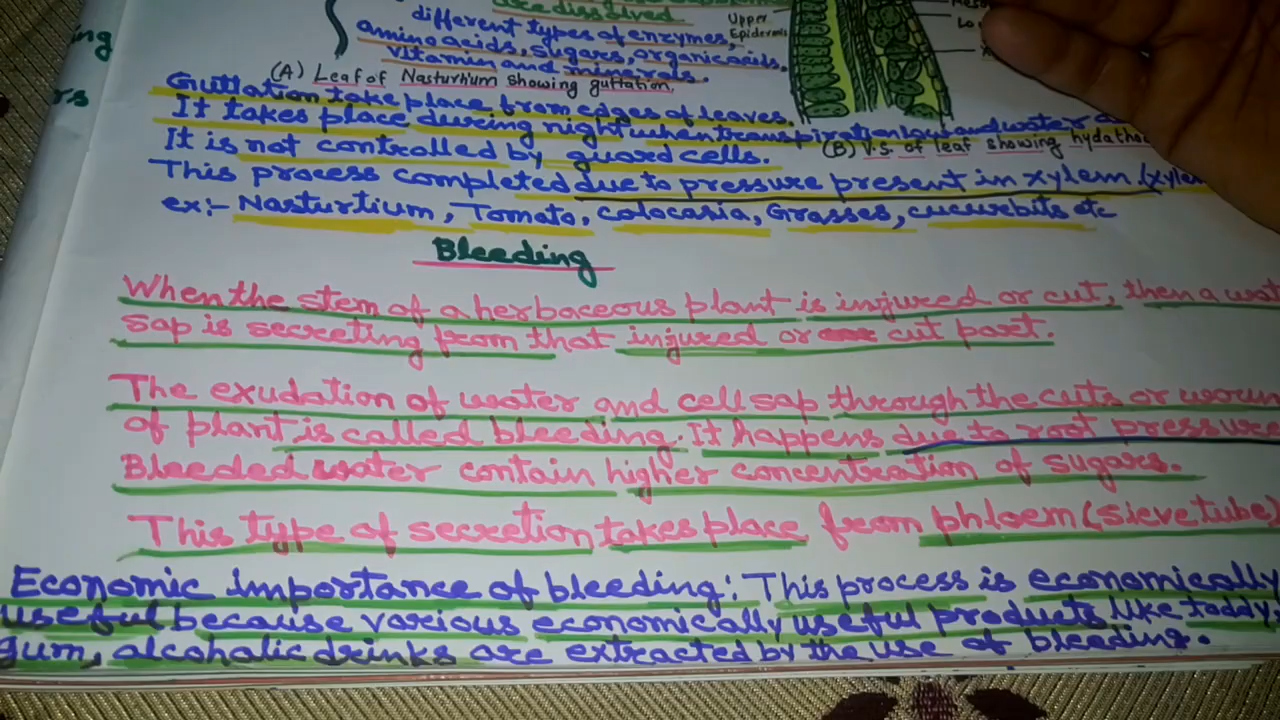 ing
rs
are dissolved
different types of enzymes,
amino acids, sugars, organic acids,
vitamin and minerals.
Upper
Epidermis
(A) Leaf of Nasturtium showing guttation.
Guttation take place from edges of leaves.
It takes place during night when transpiration low and water
(B) V.S. of leaf showing
It is not controlled by guard cells.
This process completed due to pressure present in xylem
ex:- Nasturtium, Tomato, Colocasia, Grasses, cucurbits etc
Bleeding
When the stem of a herbaceous plant is injured or cut, then a
sap is secreting from that injured or cut part.
The exudation of water and cell sap through the cuts or
of plant is called bleeding. It happens due to root pressure
Bleeded water contain higher concentration of sugars.
This type of secretion takes place from phloem (sieve tube)
Economic importance of bleeding: This process is economically
useful because various economically useful products like toddy,
gum, alcoholic drinks are extracted by the use of bleeding.